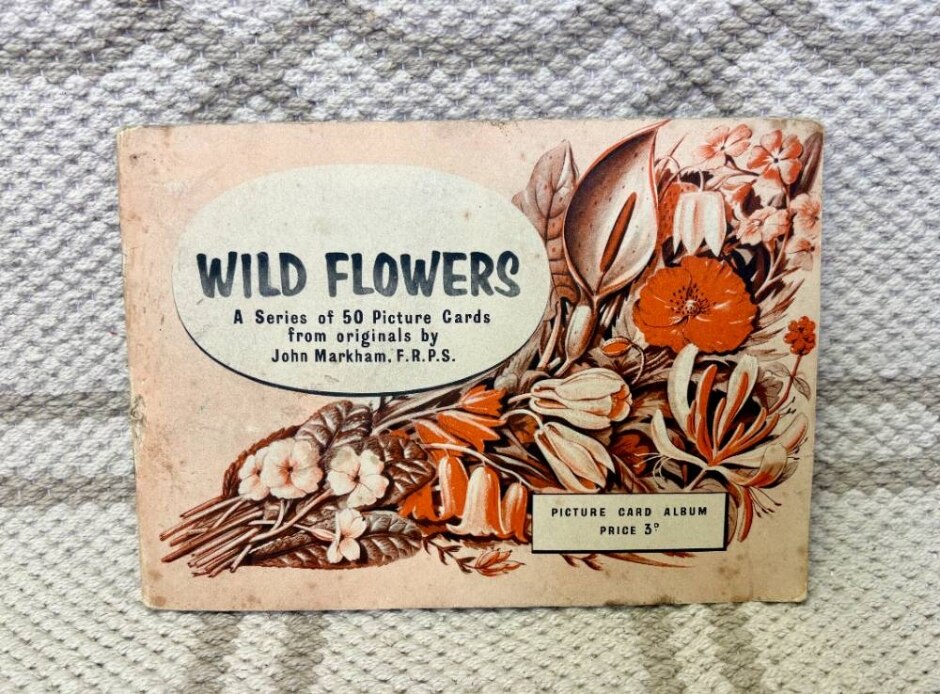 WILD FLOWERS
A Series of 50 Picture Cards
from originals by
John Markham, F.R.P.S.
PICTURE CARD ALBUM
PRICE 3ᴰ